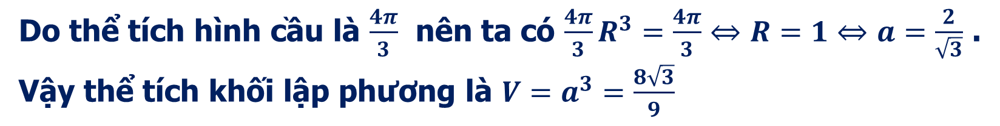 Do thể tích hình cầu là $\frac{4\pi}{3}$ nên ta có $\frac{4\pi}{3}R^3 = \frac{4\pi}{3} \Leftrightarrow R = 1 \Leftrightarrow a = \frac{2}{\sqrt{3}}$ .
Vậy thể tích khối lập phương là $V = a^3 = \frac{8\sqrt{3}}{9}$